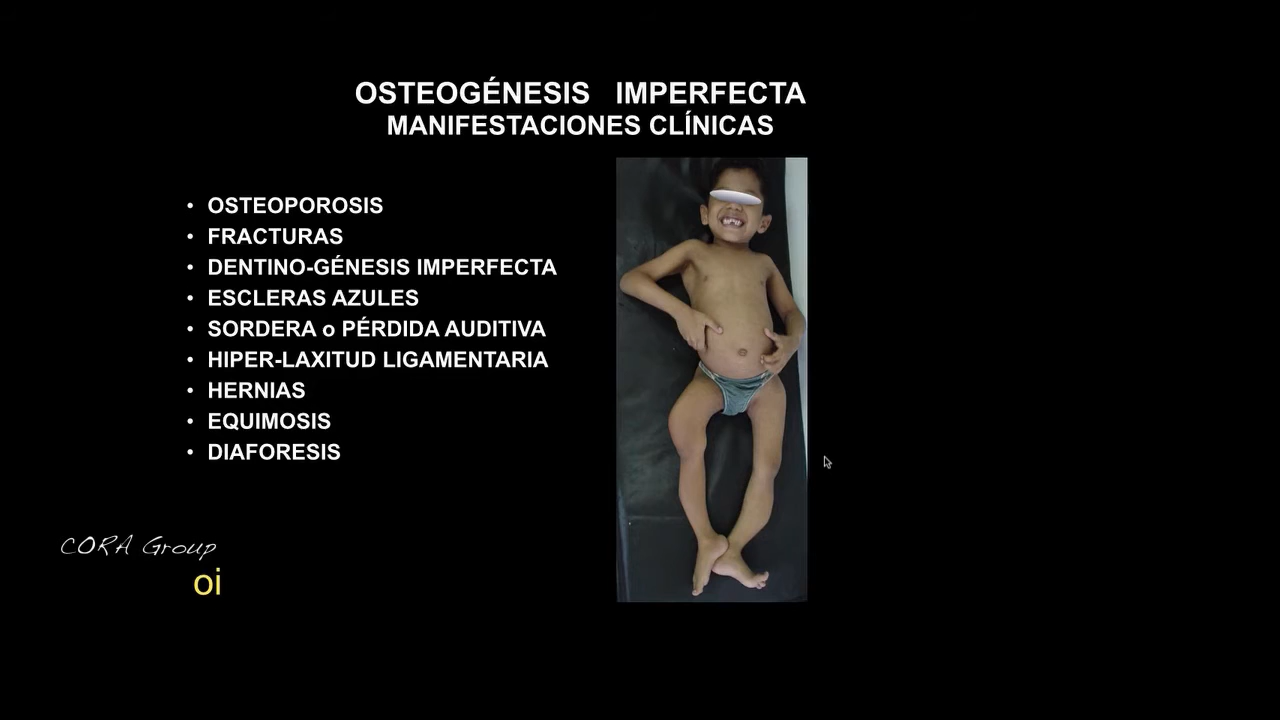 OSTEOGÉNESIS IMPERFECTA
MANIFESTACIONES CLÍNICAS
• OSTEOPOROSIS
• FRACTURAS
• DENTINO-GÉNESIS IMPERFECTA
• ESCLERAS AZULES
• SORDERA o PÉRDIDA AUDITIVA
• HIPER-LAXITUD LIGAMENTARIA
• HERNIAS
• EQUIMOSIS
• DIAFORESIS
CORA Group
oi